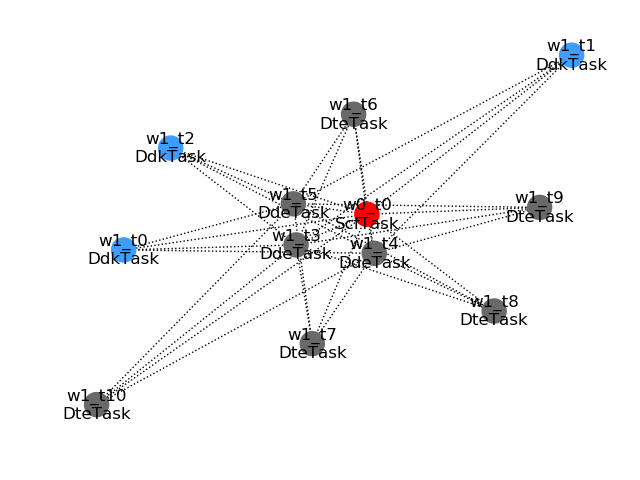 w1_t1
=
DdkTask
w1_t6
=
DteTask
w1_t2
=
DdkTask
w1_t5
=
DdeTask
w0_t0
=
ScfTask
w1_t9
=
DteTask
w1_t0
=
DdkTask
w1_t3
=
DdeTask
w1_t4
=
DdeTask
w1_t8
=
DteTask
w1_t7
=
DteTask
w1_t10
=
DteTask